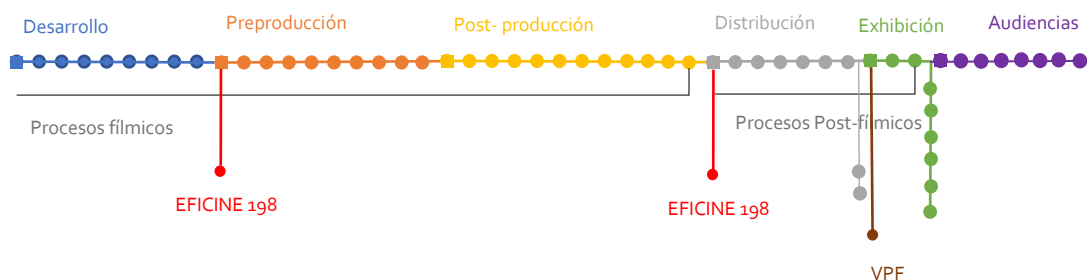 Desarrollo
Preproducción
Post- producción
Distribución
Exhibición
Audiencias
Procesos fílmicos
Procesos Post-fílmicos
EFICINE 198
EFICINE 198
VPF